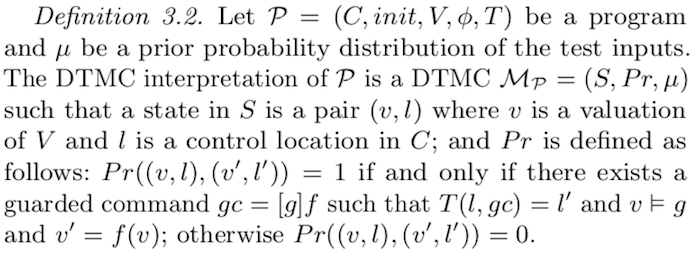 Definition 3.2. Let 𝒫 = (C, init, V, ϕ, T) be a program
and μ be a prior probability distribution of the test inputs.
The DTMC interpretation of 𝒫 is a DTMC ℳ_𝒫 = (S, Pr, μ)
such that a state in S is a pair (v, l) where v is a valuation
of V and l is a control location in C; and Pr is defined as
follows: Pr((v, l), (v′, l′)) = 1 if and only if there exists a
guarded command gc = [g]f such that T(l, gc) = l′ and v ⊨ g
and v′ = f(v); otherwise Pr((v, l), (v′, l′)) = 0.